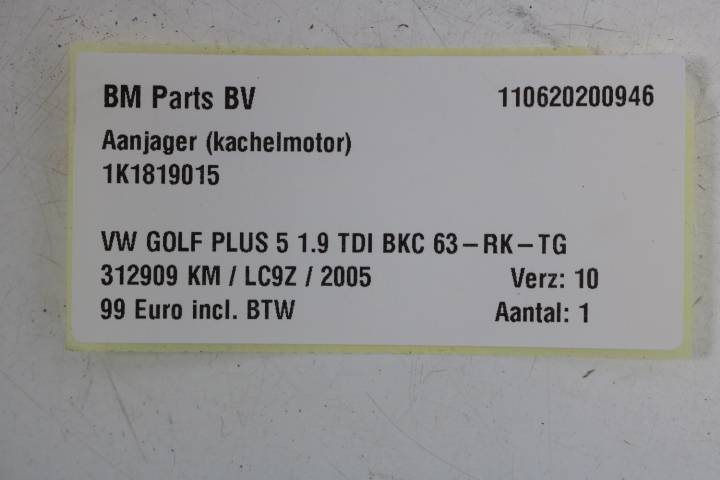 BM Parts BV 110620200946
Aanjager (kachelmotor)
1K1819015
VW GOLF PLUS 5 1.9 TDI BKC 63-RK-TG
312909 KM / LC9Z / 2005 Verz: 10
99 Euro incl. BTW Aantal: 1